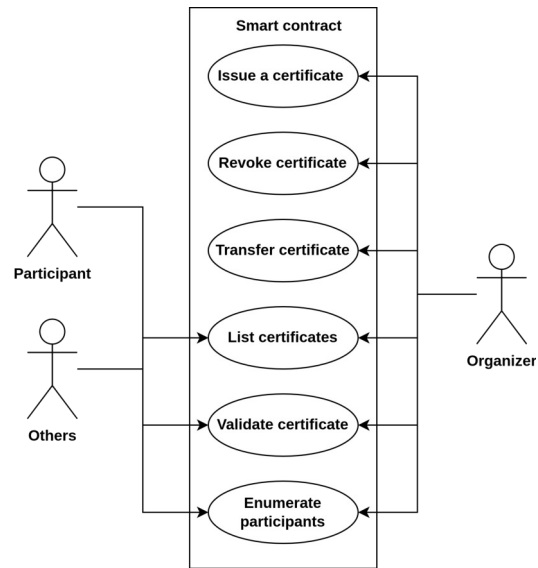 Smart contract
Issue a certificate
Revoke certificate
Transfer certificate
Participant
List certificates
Organizer
Others
Validate certificate
Enumerate
participants